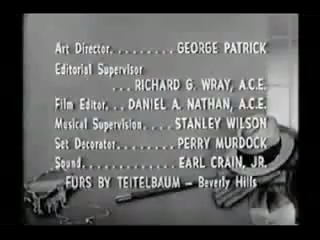 Art Director......... GEORGE PATRICK
Editorial Supervisor
... RICHARD G. WRAY, A.C.E.
Film Editor.. DANIEL A. NATHAN, A.C.E.
Musical Supervision.... STANLEY WILSON
Set Decorator........ PERRY MURDOCK
Sound............. EARL CRAIN, JR.
FURS BY TEITELBAUM – Beverly Hills